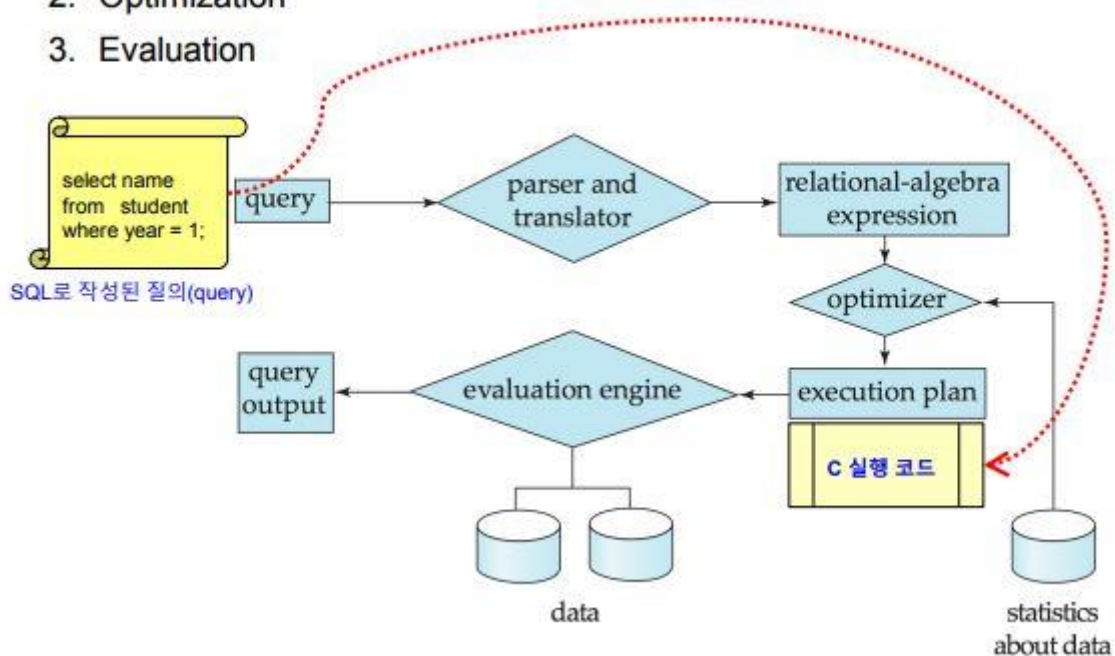 2. Optimization
3. Evaluation
select name
from student
where year = 1;
SQL로 작성된 질의(query)
query
parser and
translator
relational-algebra
expression
optimizer
query
output
evaluation engine
execution plan
C 실행 코드
data
statistics
about data